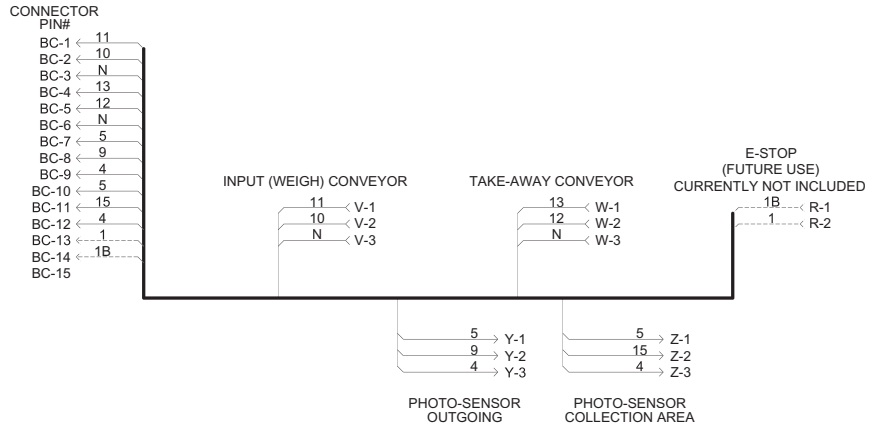 CONNECTOR
PIN#
BC-1 11
BC-2 10
BC-3 N
BC-4 13
BC-5 12
BC-6 N
BC-7 5
BC-8 9
BC-9 4
BC-10 5
BC-11 15
BC-12 4
BC-13 1
BC-14 1B
BC-15
INPUT (WEIGH) CONVEYOR
11 V-1
10 V-2
N V-3
TAKE-AWAY CONVEYOR
13 W-1
12 W-2
N W-3
E-STOP
(FUTURE USE)
CURRENTLY NOT INCLUDED
1B R-1
1 R-2
5 Y-1
9 Y-2
4 Y-3
PHOTO-SENSOR
OUTGOING
5 Z-1
15 Z-2
4 Z-3
PHOTO-SENSOR
COLLECTION AREA